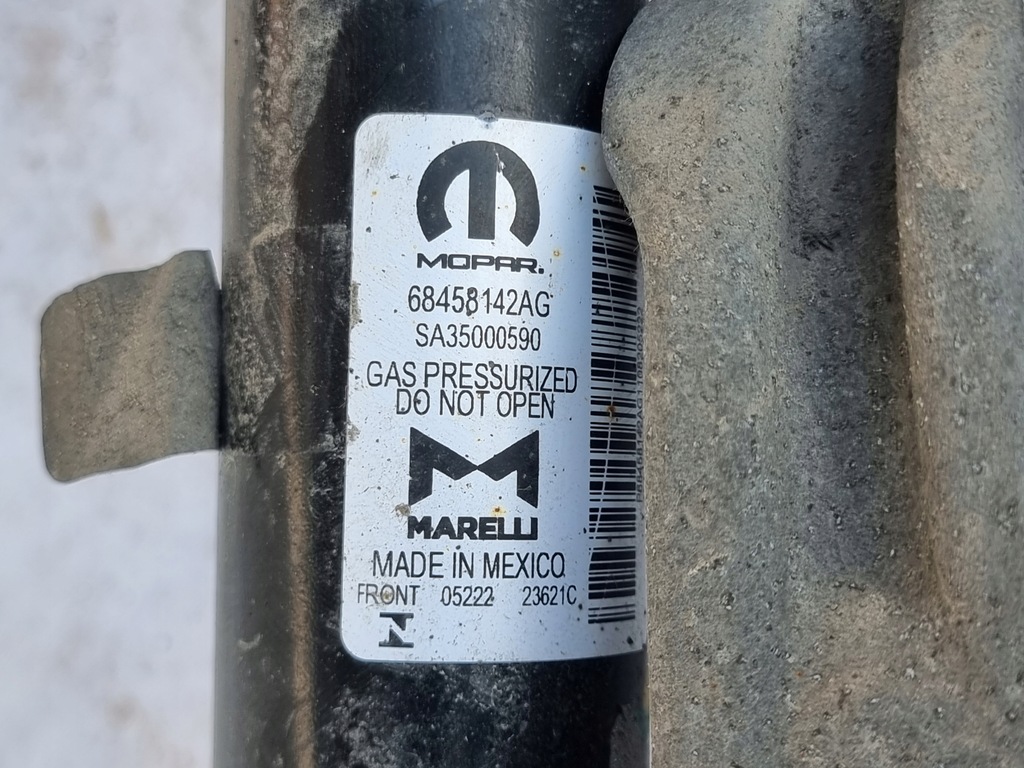 MOPAR.
68458142AG
SA35000590
GAS PRESSURIZED
DO NOT OPEN
MARELLI
MADE IN MEXICO
FRONT 05222 23621C